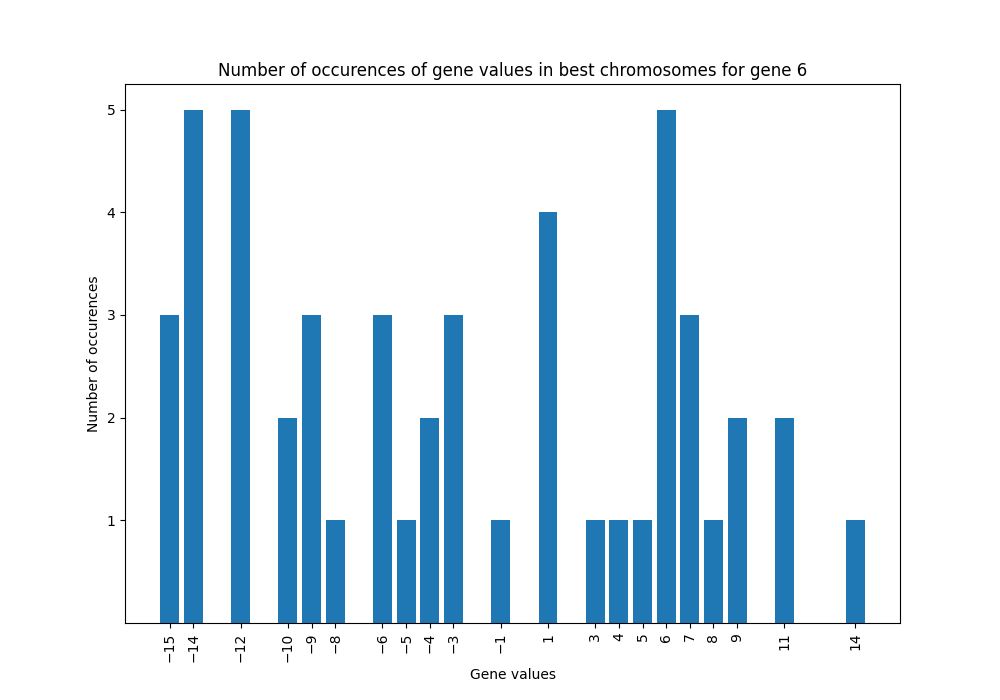 Number of occurences of gene values in best chromosomes for gene 6
Number of occurences
5
4
3
2
1
−15 −14 −12 −10 −9 −8 −6 −5 −4 −3 −1 1 3 4 5 6 7 8 9 11 14
Gene values